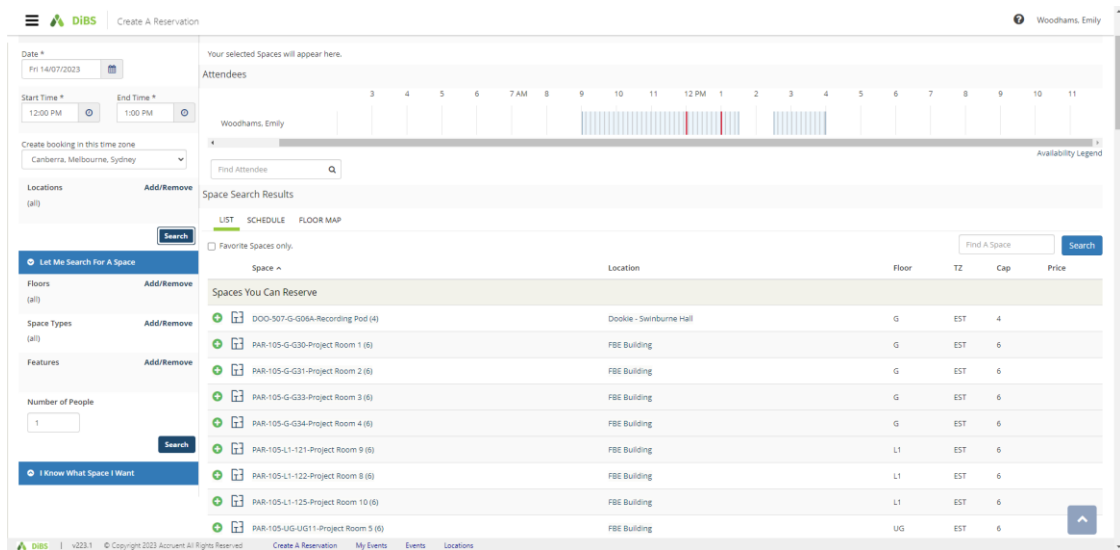 DiBS Create A Reservation Woodhams, Emily
Date *
Fri 14/07/2023
Start Time * End Time *
12:00 PM 1:00 PM
Create booking in this time zone
Canberra, Melbourne, Sydney
Locations Add/Remove
(all)
Search
Let Me Search For A Space
Floors Add/Remove
(all)
Space Types Add/Remove
(all)
Features Add/Remove
Number of People
1
Search
I Know What Space I Want
Your selected Spaces will appear here.
Attendees
3 4 5 6 7 AM 8 9 10 11 12 PM 1 2 3 4 5 6 7 8 9 10 11
Woodhams, Emily
Availability Legend
Find Attendee
Space Search Results
LIST SCHEDULE FLOOR MAP
Favorite Spaces only. Find A Space Search
Space Location Floor TZ Cap Price
Spaces You Can Reserve
DOO-507-G-G06A-Recording Pod (4) Dookie - Swinburne Hall G EST 4
PAR-105-G-G30-Project Room 1 (6) FBE Building G EST 6
PAR-105-G-G31-Project Room 2 (6) FBE Building G EST 6
PAR-105-G-G33-Project Room 3 (6) FBE Building G EST 6
PAR-105-G-G34-Project Room 4 (6) FBE Building G EST 6
PAR-105-L1-121-Project Room 9 (6) FBE Building L1 EST 6
PAR-105-L1-122-Project Room 8 (6) FBE Building L1 EST 6
PAR-105-L1-125-Project Room 10 (6) FBE Building L1 EST 6
PAR-105-UG-UG11-Project Room 5 (6) FBE Building UG EST 6
DiBS | v223.1 © Copyright 2023 Accruent All Rights Reserved Create A Reservation My Events Events Locations